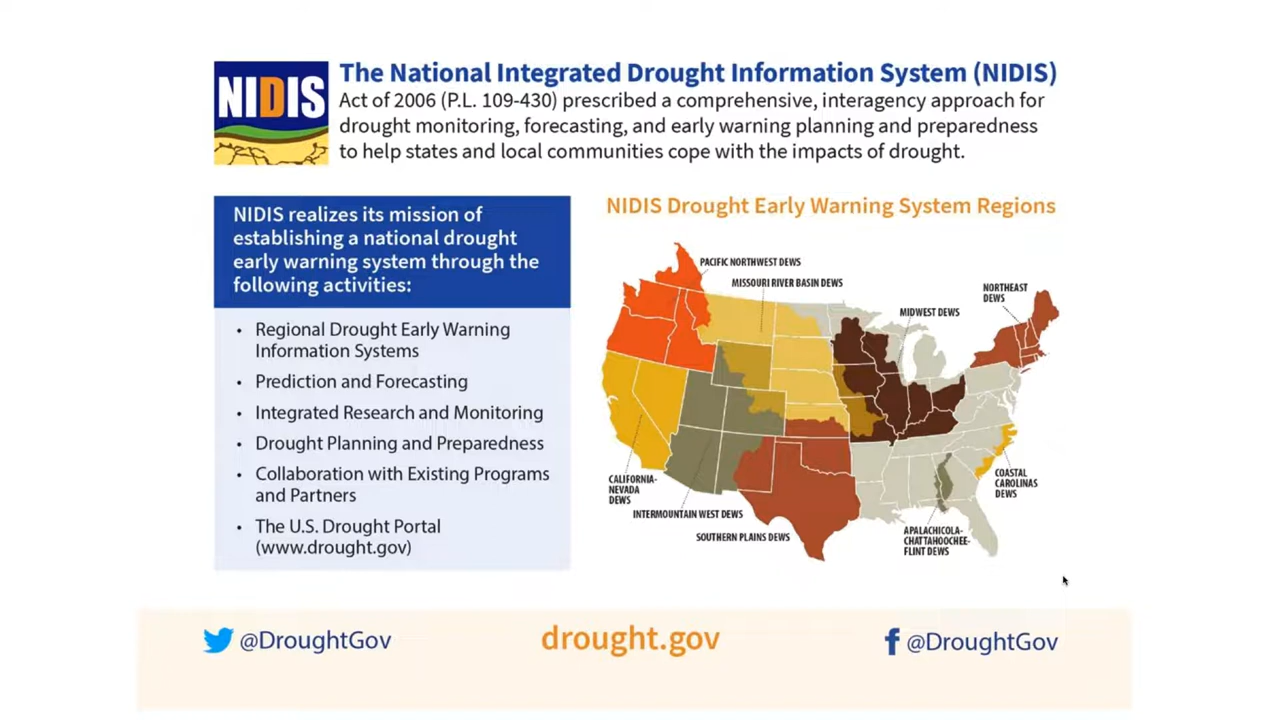 NIDIS
The National Integrated Drought Information System (NIDIS)
Act of 2006 (P.L. 109-430) prescribed a comprehensive, interagency approach for
drought monitoring, forecasting, and early warning planning and preparedness
to help states and local communities cope with the impacts of drought.
NIDIS realizes its mission of
establishing a national drought
early warning system through the
following activities:
• Regional Drought Early Warning
Information Systems
• Prediction and Forecasting
• Integrated Research and Monitoring
• Drought Planning and Preparedness
• Collaboration with Existing Programs
and Partners
• The U.S. Drought Portal
(www.drought.gov)
NIDIS Drought Early Warning System Regions
PACIFIC NORTHWEST DEWS
MISSOURI RIVER BASIN DEWS
NORTHEAST
DEWS
MIDWEST DEWS
CALIFORNIA-
NEVADA
DEWS
INTERMOUNTAIN WEST DEWS
SOUTHERN PLAINS DEWS
COASTAL
CAROLINAS
DEWS
APALACHICOLA-
CHATTAHOOCHEE-
FLINT DEWS
@DroughtGov
drought.gov
@DroughtGov